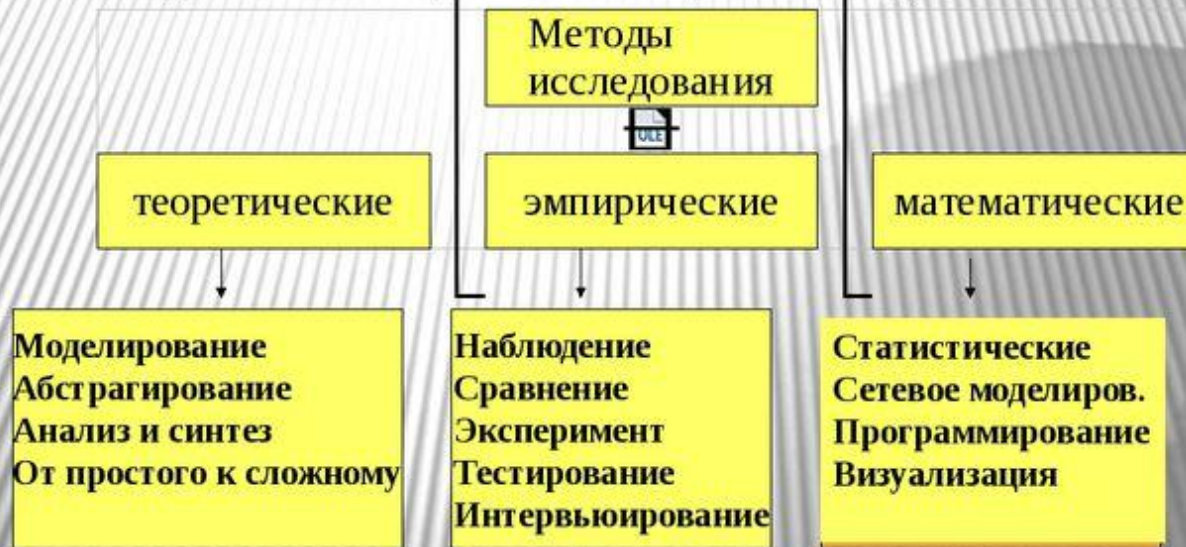 Методы
исследования
OLE
теоретические
эмпирические
математические
Моделирование
Абстрагирование
Анализ и синтез
От простого к сложному
Наблюдение
Сравнение
Эксперимент
Тестирование
Интервьюирование
Статистические
Сетевое моделиров.
Программирование
Визуализация